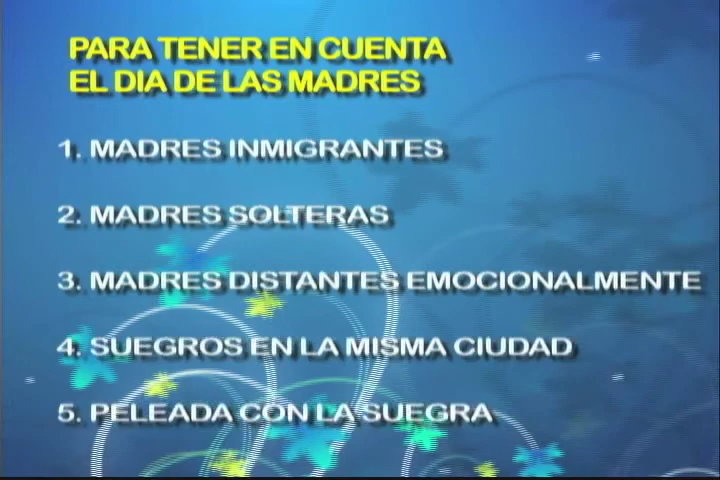 PARA TENER EN CUENTA
EL DIA DE LAS MADRES
1. MADRES INMIGRANTES
2. MADRES SOLTERAS
3. MADRES DISTANTES EMOCIONALMENTE
4. SUEGROS EN LA MISMA CIUDAD
5. PELEADA CON LA SUEGRA